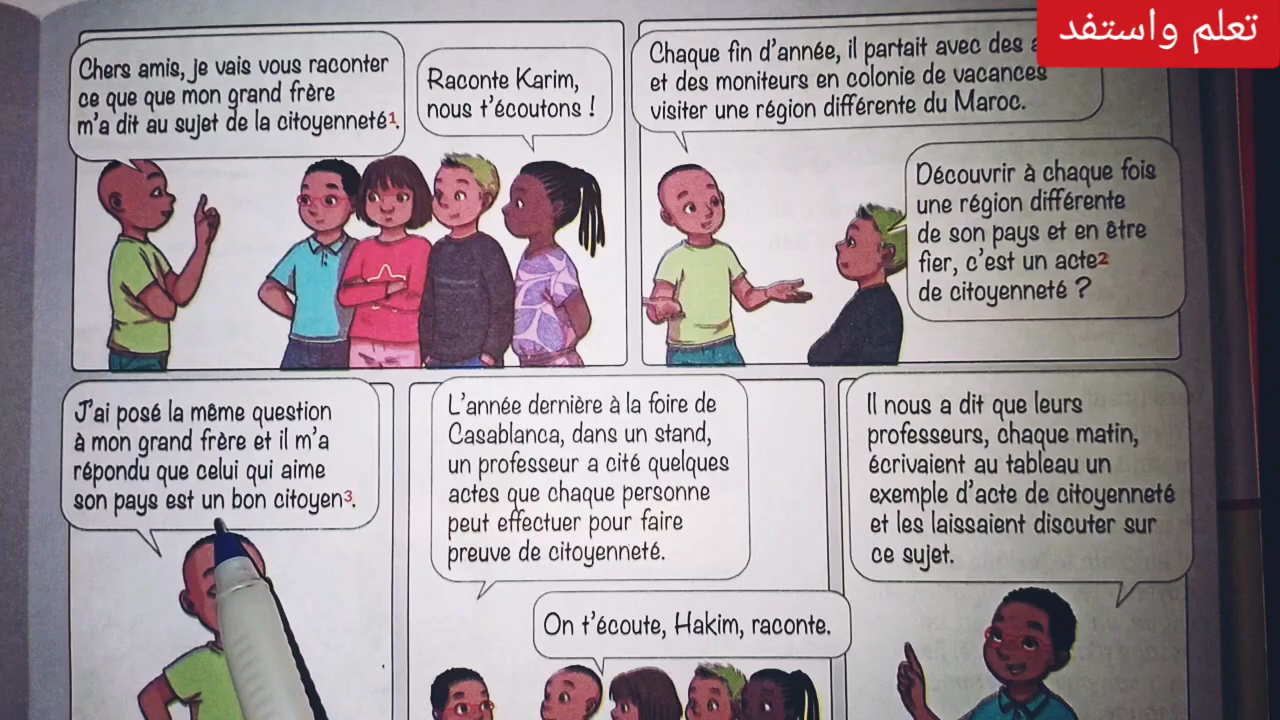 تعلم واستفد
Chers amis, je vais vous raconter
ce que que mon grand frère
m'a dit au sujet de la citoyenneté1.
Raconte Karim,
nous t'écoutons !
Chaque fin d'année, il partait avec des
et des moniteurs en colonie de vacances
visiter une région différente du Maroc.
Découvrir à chaque fois
une région différente
de son pays et en être
fier, c'est un acte2
de citoyenneté ?
J'ai posé la même question
à mon grand frère et il m'a
répondu que celui qui aime
son pays est un bon citoyen3.
L'année dernière à la foire de
Casablanca, dans un stand,
un professeur a cité quelques
actes que chaque personne
peut effectuer pour faire
preuve de citoyenneté.
On t'écoute, Hakim, raconte.
Il nous a dit que leurs
professeurs, chaque matin,
écrivaient au tableau un
exemple d'acte de citoyenneté
et les laissaient discuter sur
ce sujet.